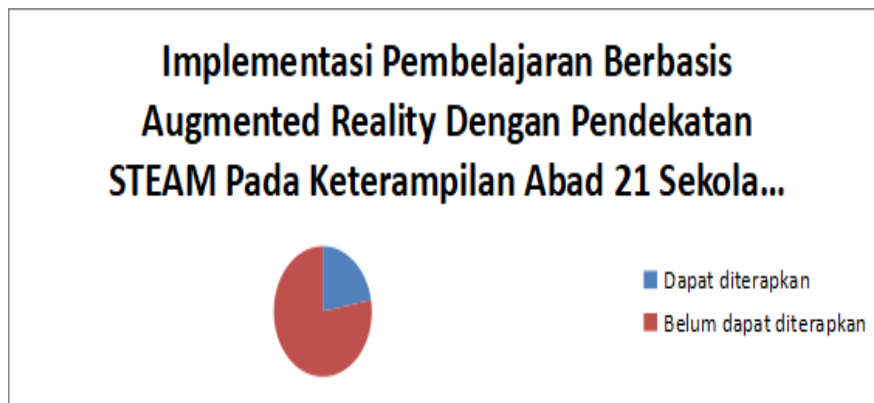 Implementasi Pembelajaran Berbasis
Augmented Reality Dengan Pendekatan
STEAM Pada Keterampilan Abad 21 Sekola...
Dapat diterapkan
Belum dapat diterapkan